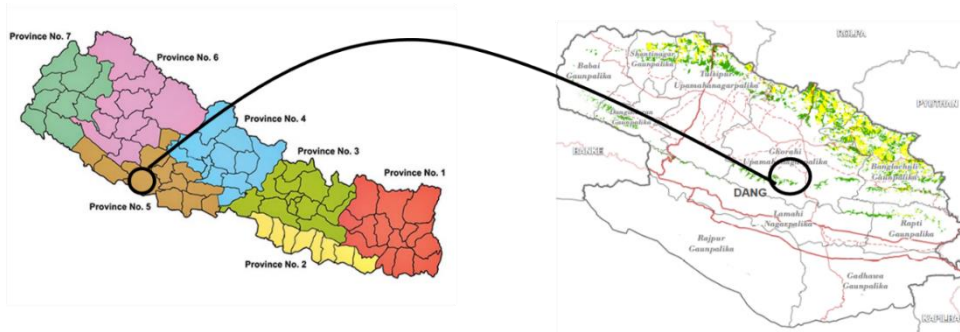 Province No. 7
Province No. 6
Province No. 4
Province No. 3
Province No. 1
Province No. 5
Province No. 2
Babai
Gaunpalika
Shantinagar
Gaunpalika
Tulsipur
Upamahanagarpalika
Gaunpalika
PYUTHAN
BANKE
Ghorahi
Upamahanagarpalika
Banglachuli
Gaunpalika
DANG
Lamahi
Nagarpalika
Rapti
Gaunpalika
Rajpur
Gaunpalika
Gadhawa
Gaunpalika